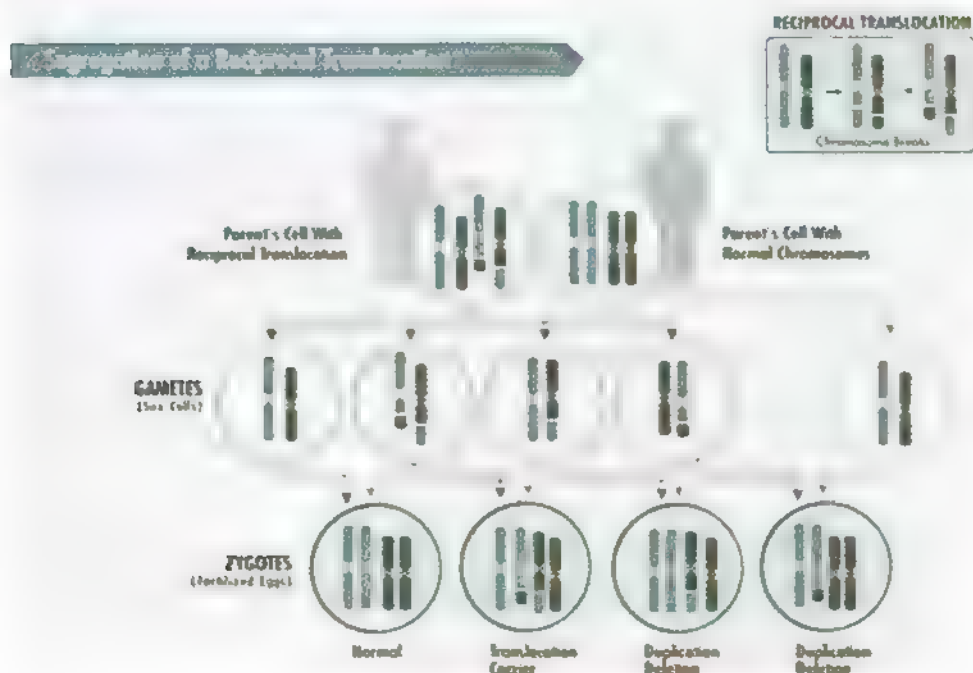 RECIPROCAL TRANSLOCATION
Chromosome Breaks
Parent's Cell With
Reciprocal Translocation
Parent's Cell With
Normal Chromosomes
GAMETES
(Sex Cells)
ZYGOTES
(Fertilized Eggs)
Normal
Translocation
Carrier
Duplication
Deletion
Duplication
Deletion